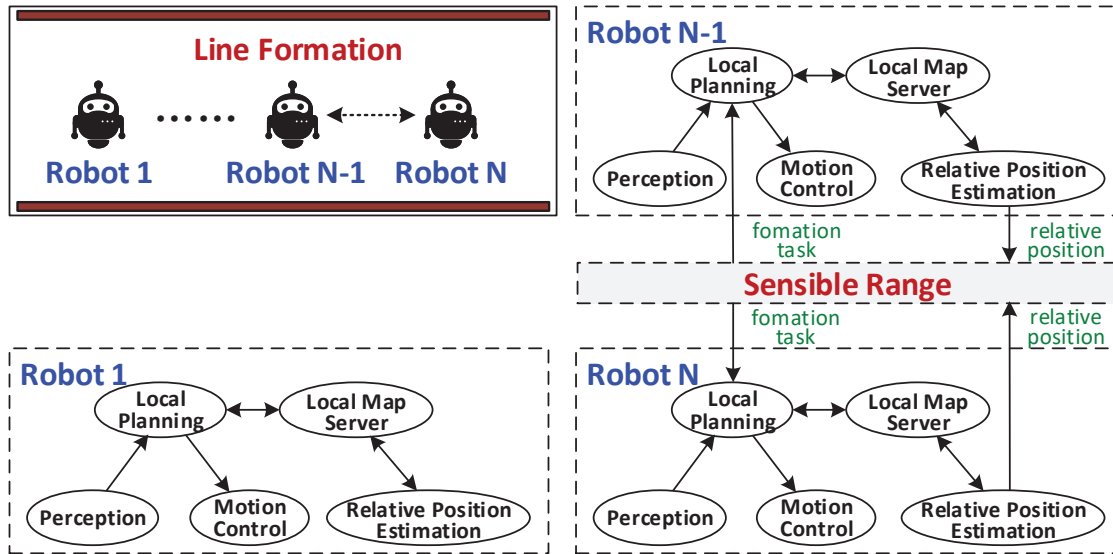 Line Formation
......
Robot 1
Robot N-1
Robot N
Robot N-1
Local
Planning
Local Map
Server
Perception
Motion
Control
Relative Position
Estimation
fomation
task
relative
position
Sensible Range
fomation
task
relative
position
Robot 1
Local
Planning
Local Map
Server
Perception
Motion
Control
Relative Position
Estimation
Robot N
Local
Planning
Local Map
Server
Perception
Motion
Control
Relative Position
Estimation